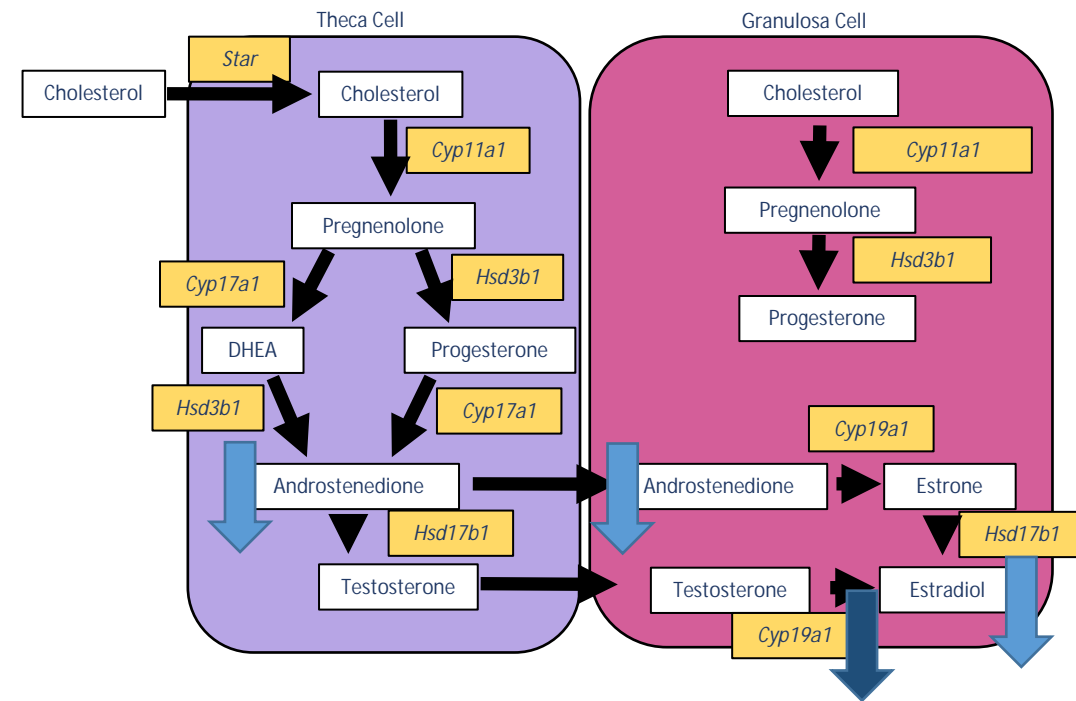 Theca Cell
Granulosa Cell
Star
Cholesterol
Cholesterol
Cyp11a1
Pregnenolone
Cyp17a1
Hsd3b1
DHEA
Progesterone
Hsd3b1
Cyp17a1
Androstenedione
Hsd17b1
Testosterone
Cholesterol
Cyp11a1
Pregnenolone
Hsd3b1
Progesterone
Cyp19a1
Androstenedione
Estrone
Hsd17b1
Testosterone
Estradiol
Cyp19a1